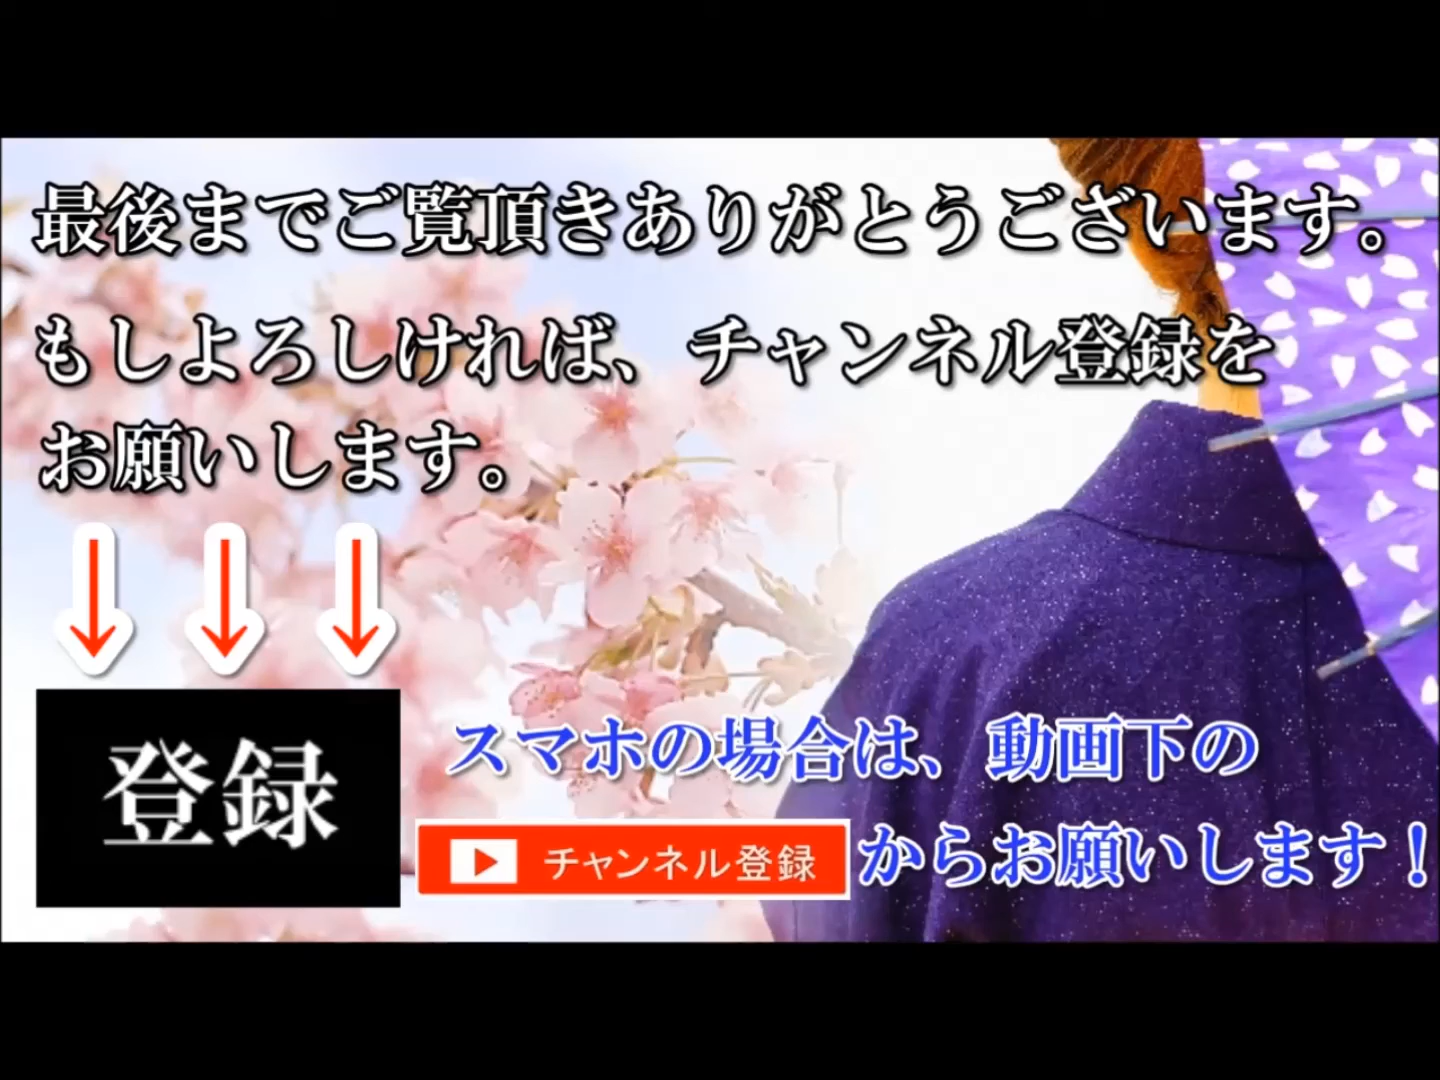 最後までご覧頂きありがとうございます。
もしよろしければ、チャンネル登録を
お願いします。
登録
スマホの場合は、動画下の
チャンネル登録 からお願いします！